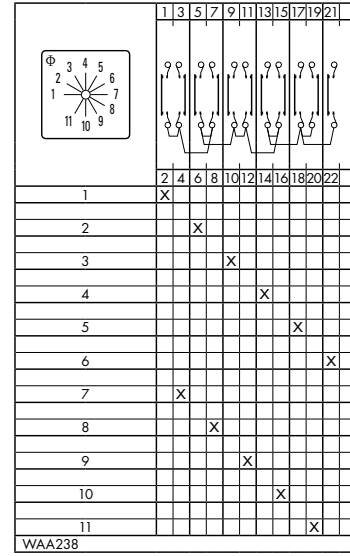 1 3 5 7 9 11 13 15 17 19 21
Φ
1 2 3 4 5 6 7 8 9 10 11
2 4 6 8 10 12 14 16 18 20 22
1 X
2 X
3 X
4 X
5 X
6 X
7 X
8 X
9 X
10 X
11 X
WAA238